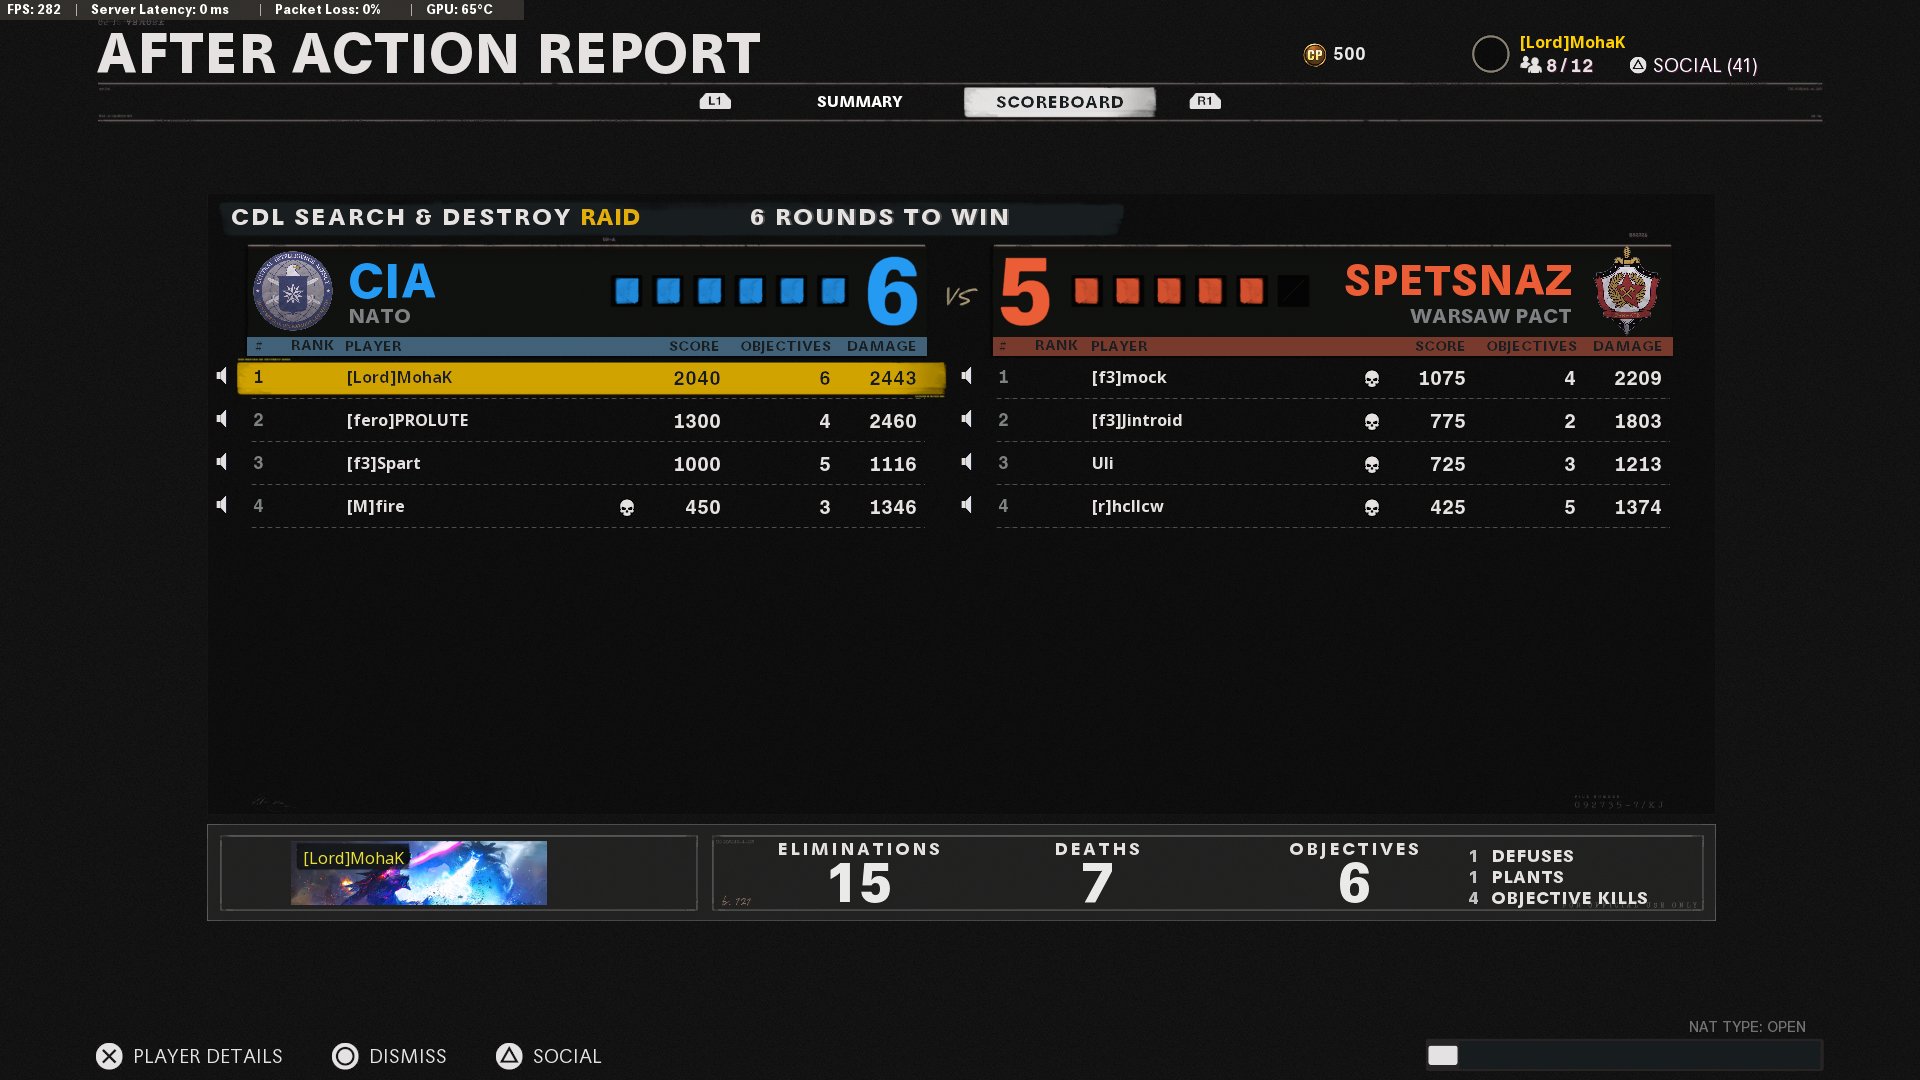 FPS: 282 | Server Latency: 0 ms | Packet Loss: 0% | GPU: 65°C
AFTER ACTION REPORT
CP 500
[Lord]MohaK
8/12
SOCIAL (41)
L1 SUMMARY SCOREBOARD R1
CDL SEARCH & DESTROY RAID 6 ROUNDS TO WIN
CIA
NATO
6
VS
5
SPETSNAZ
WARSAW PACT
# RANK PLAYER SCORE OBJECTIVES DAMAGE
1 [Lord]MohaK 2040 6 2443
2 [fero]PROLUTE 1300 4 2460
3 [f3]Spart 1000 5 1116
4 [M]fire 450 3 1346
# RANK PLAYER SCORE OBJECTIVES DAMAGE
1 [f3]mock 1075 4 2209
2 [f3]Jintroid 775 2 1803
3 Uli 725 3 1213
4 [r]hcllcw 425 5 1374
092735-7/KJ
[Lord]MohaK
ELIMINATIONS
15
DEATHS
7
OBJECTIVES
6
1 DEFUSES
1 PLANTS
4 OBJECTIVE KILLS
USE ONLY
NAT TYPE: OPEN
PLAYER DETAILS
DISMISS
SOCIAL